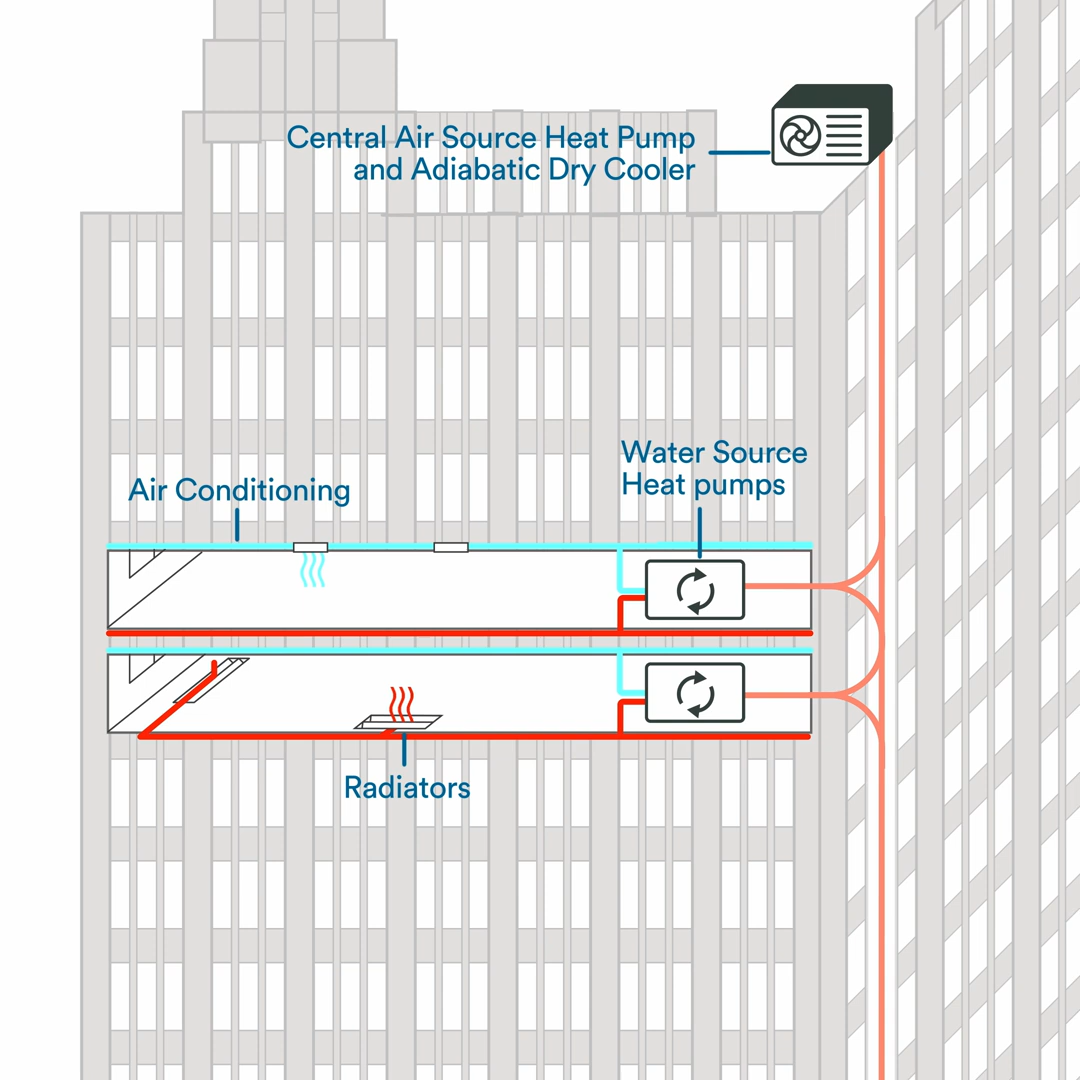 Central Air Source Heat Pump
and Adiabatic Dry Cooler
Water Source
Heat pumps
Air Conditioning
Radiators